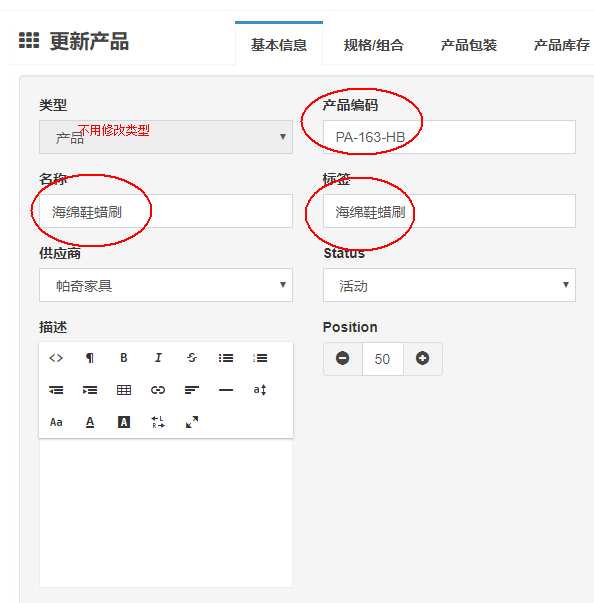 更新产品
基本信息 规格/组合 产品包装 产品库存
类型 产品编码
产品 不用修改类型 PA-163-HB
名称 标签
海绵鞋蜡刷 海绵鞋蜡刷
供应商 Status
帕奇家具 活动
描述 Position
<> ¶ B I S
50
a
Aa A A L R